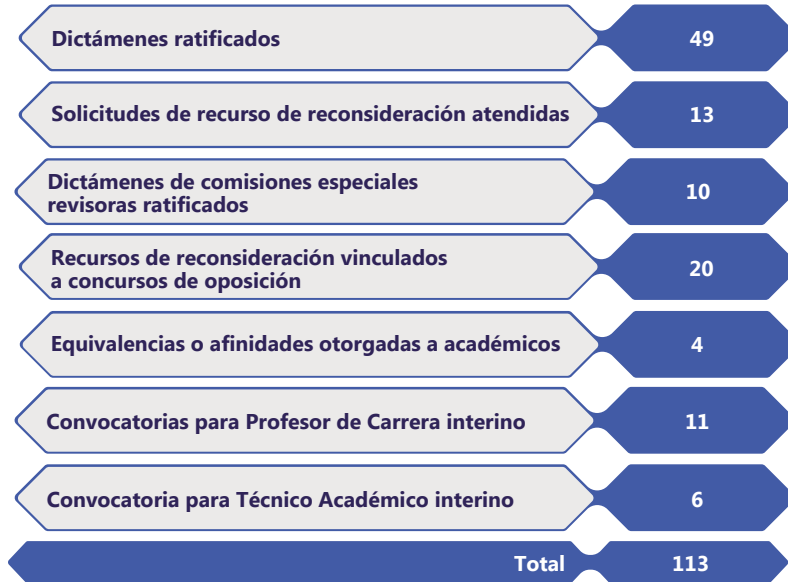 Dictámenes ratificados 49
Solicitudes de recurso de reconsideración atendidas 13
Dictámenes de comisiones especiales
revisoras ratificados 10
Recursos de reconsideración vinculados
a concursos de oposición 20
Equivalencias o afinidades otorgadas a académicos 4
Convocatorias para Profesor de Carrera interino 11
Convocatoria para Técnico Académico interino 6
Total 113